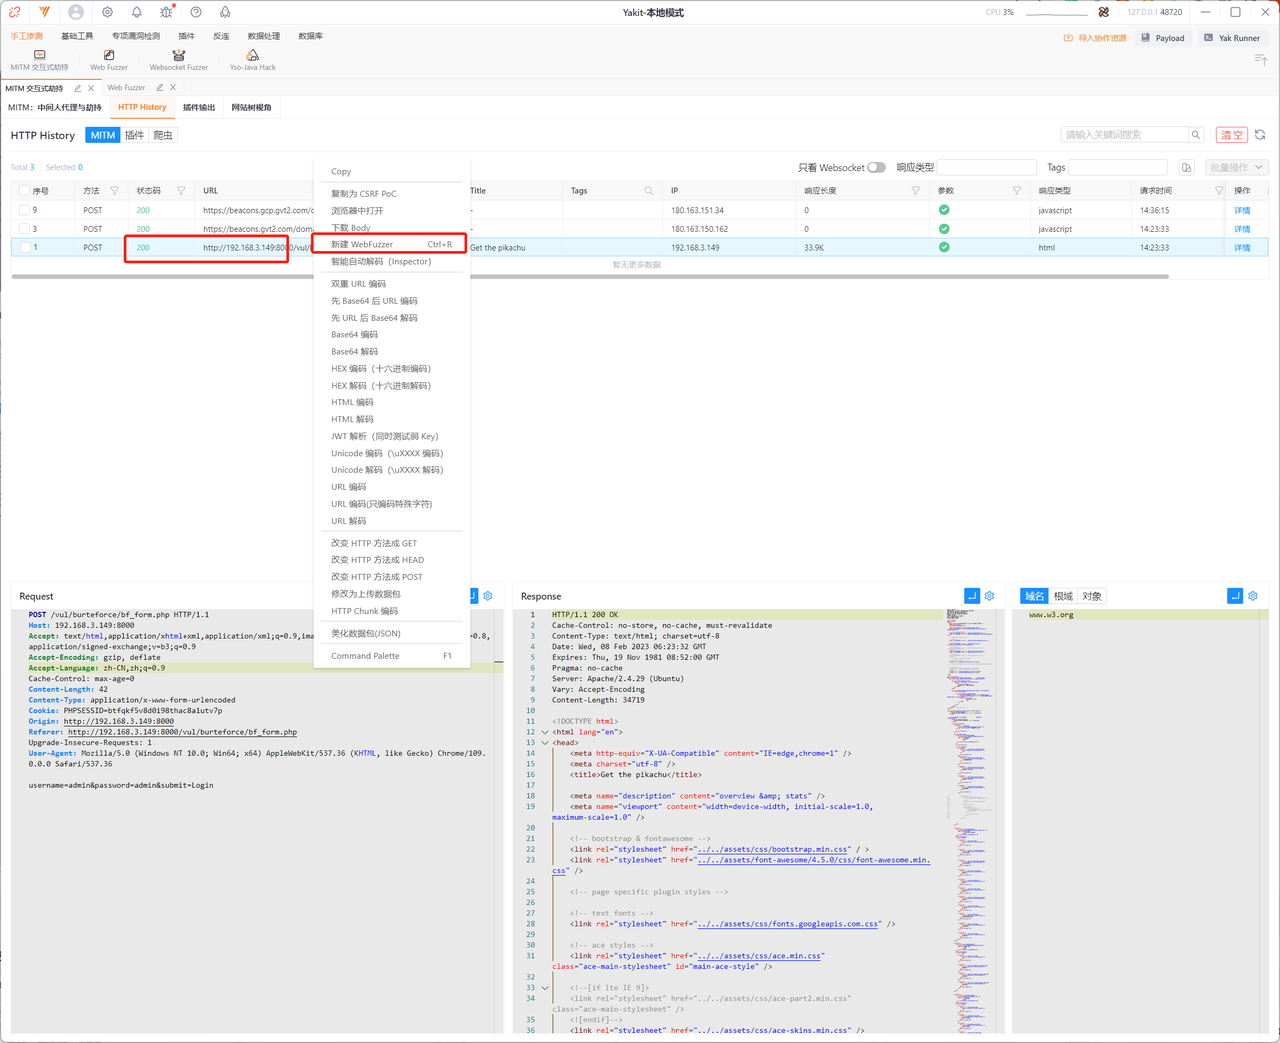 Yakit-本地模式
CPU 3%
127.0.0.1 48720
手工渗透 基础工具 专项漏洞检测 插件 反连 数据处理 数据库
导入协作资源 Payload Yak Runner
MITM 交互式劫持 Web Fuzzer Websocket Fuzzer Yso-Java Hack
MITM 交互式劫持 Web Fuzzer
MITM：中间人代理与劫持 HTTP History 插件输出 网站树视角
HTTP History MITM 插件 爬虫
请输入关键词搜索 清 空
Total 3 Selected 0
只看 Websocket 响应类型 Tags 批量操作
序号 方法 状态码 URL Title Tags IP 响应长度 参数 响应类型 请求时间 操作
9 POST 200 https://beacons.gcp.gvt2.com/c - 180.163.151.34 0 javascript 14:36:15 详情
3 POST 200 https://beacons.gvt2.com/dom - 180.163.150.162 0 javascript 14:23:33 详情
1 POST 200 http://192.168.3.149:8000/vul/ Get the pikachu 192.168.3.149 33.9K html 14:23:33 详情
暂无更多数据
Copy
复制为 CSRF PoC
浏览器中打开
下载 Body
新建 WebFuzzer Ctrl+R
智能自动解码（Inspector）
双重 URL 编码
先 Base64 后 URL 编码
先 URL 后 Base64 解码
Base64 编码
Base64 解码
HEX 编码（十六进制编码）
HEX 解码（十六进制解码）
HTML 编码
HTML 解码
JWT 解析（同时测试弱 Key）
Unicode 编码（\uXXXX 编码）
Unicode 解码（\uXXXX 解码）
URL 编码
URL 编码(只编码特殊字符)
URL 解码
改变 HTTP 方法成 GET
改变 HTTP 方法成 HEAD
改变 HTTP 方法成 POST
修改为上传数据包
HTTP Chunk 编码
美化数据包(JSON)
Command Palette F1
Request
POST /vul/burteforce/bf_form.php HTTP/1.1
Host: 192.168.3.149:8000
Accept: text/html,application/xhtml+xml,application/xml;q=0.9,ima =0.8,
application/signed-exchange;v=b3;q=0.9
Accept-Encoding: gzip, deflate
Accept-Language: zh-CN,zh;q=0.9
Cache-Control: max-age=0
Content-Length: 42
Content-Type: application/x-www-form-urlencoded
Cookie: PHPSESSID=btfqkf5v8d0i98thac8a1utv7p
Origin: http://192.168.3.149:8000
Referer: http://192.168.3.149:8000/vul/burteforce/bf_form.php
Upgrade-Insecure-Requests: 1
User-Agent: Mozilla/5.0 (Windows NT 10.0; Win64; x64) AppleWebKit/537.36 (KHTML, like Gecko) Chrome/109.
0.0.0 Safari/537.36
username=admin&password=admin&submit=Login
Response
1 HTTP/1.1 200 OK
2 Cache-Control: no-store, no-cache, must-revalidate
3 Content-Type: text/html; charset=utf-8
4 Date: Wed, 08 Feb 2023 06:23:32 GMT
5 Expires: Thu, 19 Nov 1981 08:52:00 GMT
6 Pragma: no-cache
7 Server: Apache/2.4.29 (Ubuntu)
8 Vary: Accept-Encoding
9 Content-Length: 34719
10
11 <!DOCTYPE html>
12 <html lang="en">
13 <head>
14 <meta http-equiv="X-UA-Compatible" content="IE=edge,chrome=1" />
15 <meta charset="utf-8" />
16 <title>Get the pikachu</title>
17
18 <meta name="description" content="overview &amp; stats" />
19 <meta name="viewport" content="width=device-width, initial-scale=1.0,
maximum-scale=1.0" />
20
21 <!-- bootstrap & fontawesome -->
22 <link rel="stylesheet" href="../../assets/css/bootstrap.min.css" / >
23 <link rel="stylesheet" href="../../assets/font-awesome/4.5.0/css/font-awesome.min.
css" />
24
25 <!-- page specific plugin styles -->
26
27 <!-- text fonts -->
28 <link rel="stylesheet" href="../../assets/css/fonts.googleapis.com.css" />
29
30 <!-- ace styles -->
31 <link rel="stylesheet" href="../../assets/css/ace.min.css"
class="ace-main-stylesheet" id="main-ace-style" />
32
33 <!--[if lte IE 9]>
34 <link rel="stylesheet" href="../../assets/css/ace-part2.min.css"
class="ace-main-stylesheet" />
35 <![endif]-->
36 <link rel="stylesheet" href="../../assets/css/ace-skins.min.css" />
域名 根域 对象
www.w3.org